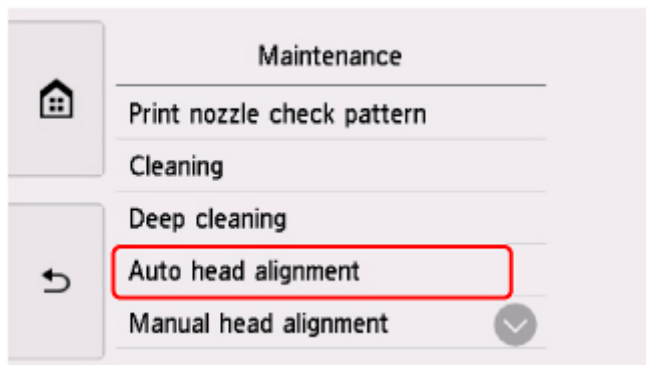 Maintenance
Print nozzle check pattern
Cleaning
Deep cleaning
Auto head alignment
Manual head alignment